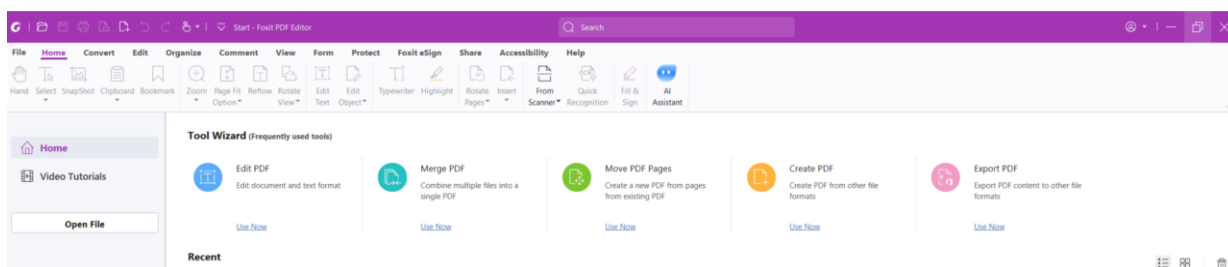 Start - Foxit PDF Editor
Search
File Home Convert Edit Organize Comment View Form Protect Foxit eSign Share Accessibility Help
Hand Select SnapShot Clipboard Bookmark Zoom Page Fit Option Reflow Rotate View Edit Text Edit Object Typewriter Highlight Rotate Pages Insert From Scanner Quick Recognition Fill & Sign AI Assistant
Home
Video Tutorials
Open File
Tool Wizard (Frequently used tools)
Edit PDF
Edit document and text format
Use Now
Merge PDF
Combine multiple files into a
single PDF
Use Now
Move PDF Pages
Create a new PDF from pages
from existing PDF
Use Now
Create PDF
Create PDF from other file
formats
Use Now
Export PDF
Export PDF content to other file
formats
Use Now
Recent